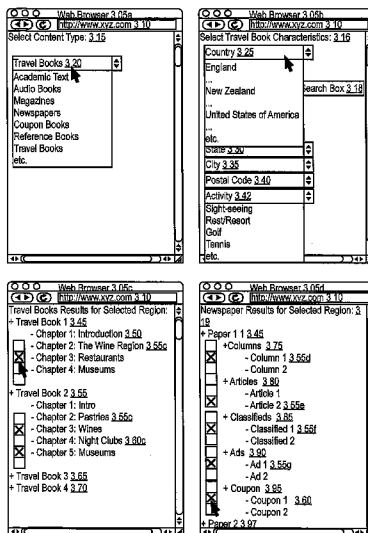 Web Browser 3.05a
http://www.xyz.com 3.10
Select Content Type: 3.15
Travel Books 3.20
Academic Text
Audio Books
Magazines
Newspapers
Coupon Books
Reference Books
Travel Books
etc.
Web Browser 3.05b
http://www.xyz.com 3.10
Select Travel Book Characteristics: 3.16
Country 3.25
England
...
New Zealand
earch Box 3.18
...
United States of America
...
etc.
State 3.30
City 3.35
Postal Code 3.40
Activity 3.42
Sight-seeing
Rest/Resort
Golf
Tennis
etc.
Web Browser 3.05c
http://www.xyz.com 3.10
Travel Books Results for Selected Region:
+ Travel Book 1 3.45
- Chapter 1: Introduction 3.50
- Chapter 2: The Wine Region 3.55c
- Chapter 3: Restaurants
- Chapter 4: Museums
+ Travel Book 2 3.55
- Chapter 1: Intro
- Chapter 2: Pastries 3.55c
- Chapter 3: Wines
- Chapter 4: Night Clubs 3.60c
- Chapter 5: Museums
+ Travel Book 3 3.65
+ Travel Book 4 3.70
Web Browser 3.05d
http://www.xyz.com 3.10
Newspaper Results for Selected Region: 3
19
+ Paper 1 1 3.45
+Columns 3.75
- Column 1 3.55d
- Column 2
+ Articles 3.80
- Article 1
- Article 2 3.55e
+ Classifieds 3.85
- Classified 1 3.55f
- Classified 2
+ Ads 3.90
- Ad 1 3.55g
- Ad 2
+ Coupon 3.95
- Coupon 1 3.60
- Coupon 2
+ Paper 2 3.97